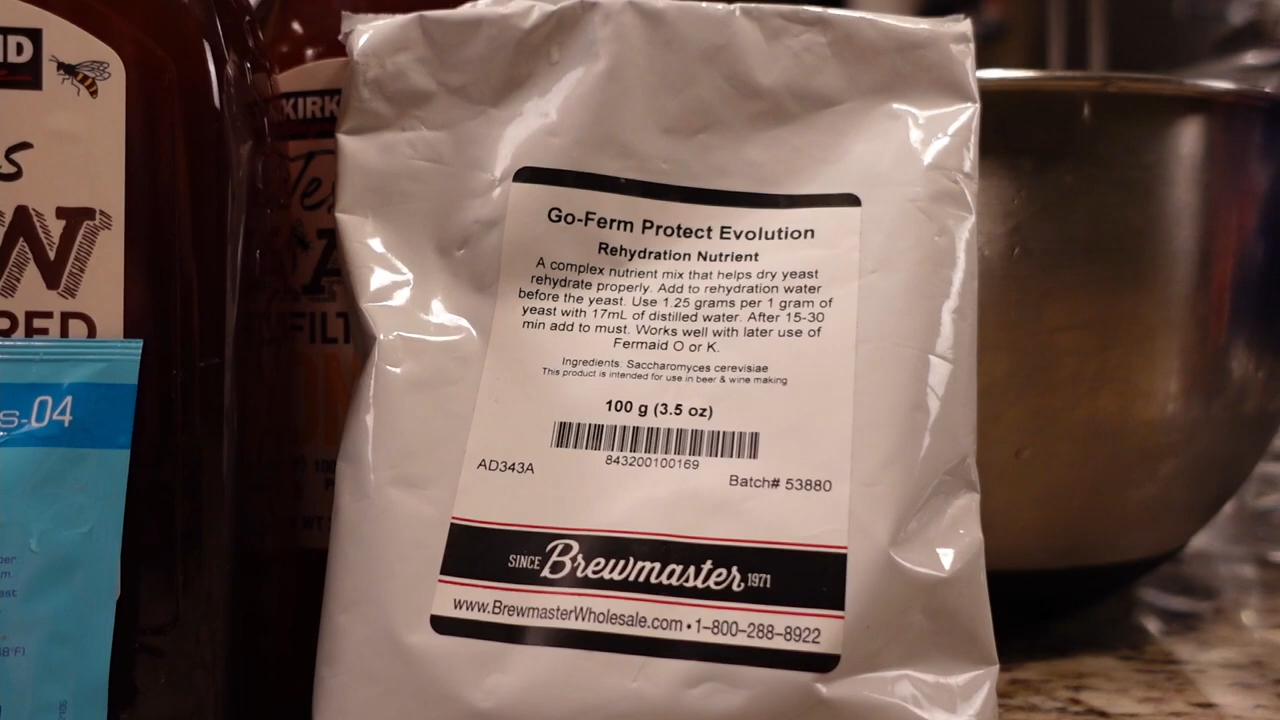 KIRK
s-04
Go-Ferm Protect Evolution
Rehydration Nutrient
A complex nutrient mix that helps dry yeast
rehydrate properly. Add to rehydration water
before the yeast. Use 1.25 grams per 1 gram of
yeast with 17mL of distilled water. After 15-30
min add to must. Works well with later use of
Fermaid O or K.
Ingredients: Saccharomyces cerevisiae
This product is intended for use in beer & wine making
100 g (3.5 oz)
843200100169
AD343A
Batch# 53880
SINCE Brewmaster 1971
www.BrewmasterWholesale.com • 1-800-288-8922